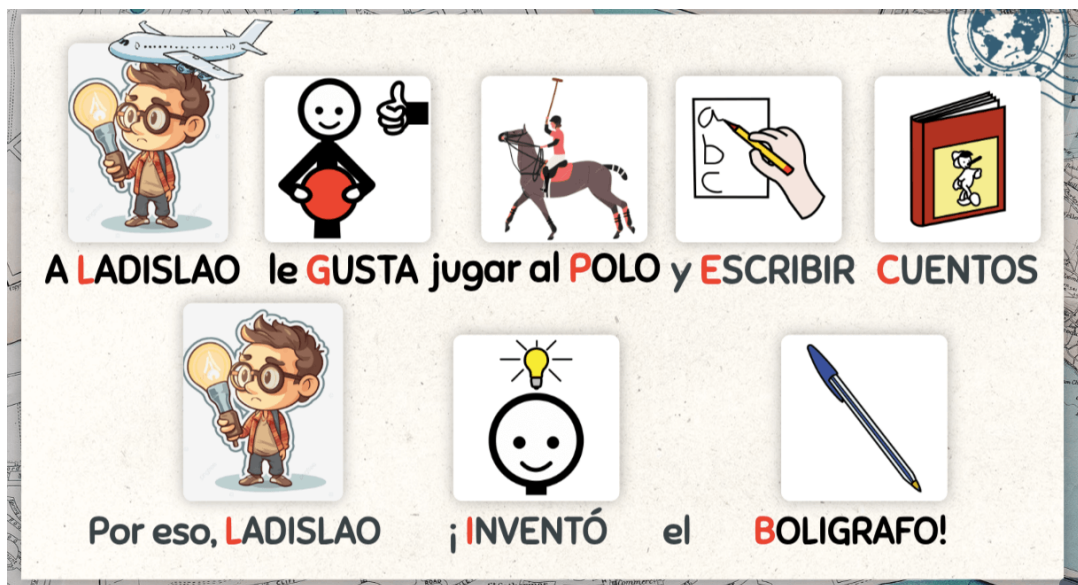 A LADISLAO le GUSTA jugar al POLO y ESCRIBIR CUENTOS
Por eso, LADISLAO ¡INVENTÓ el BOLIGRAFO!